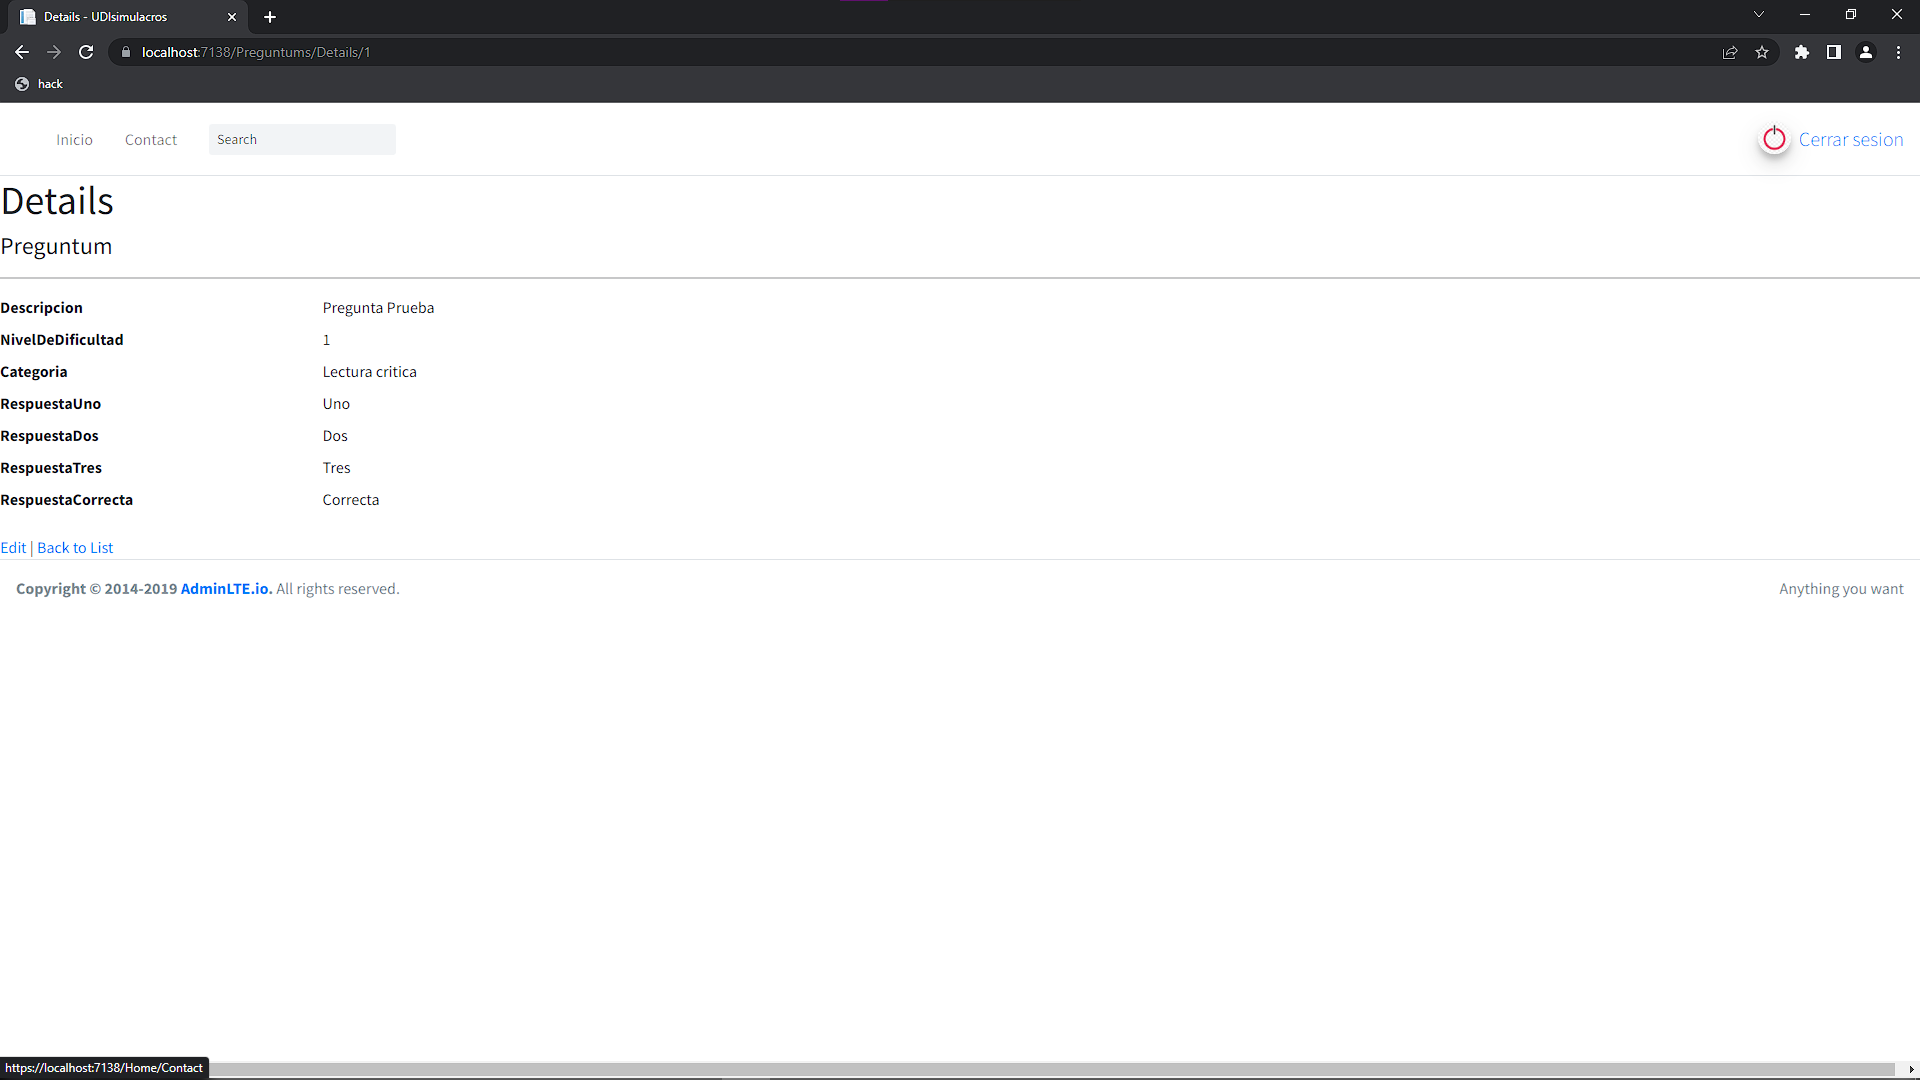 Details - UDIsimulacros
localhost:7138/Preguntums/Details/1
hack
Inicio Contact Search Cerrar sesion
Details
Preguntum
Descripcion Pregunta Prueba
NivelDeDificultad 1
Categoria Lectura critica
RespuestaUno Uno
RespuestaDos Dos
RespuestaTres Tres
RespuestaCorrecta Correcta
Edit | Back to List
Copyright © 2014-2019 AdminLTE.io. All rights reserved. Anything you want
https://localhost:7138/Home/Contact